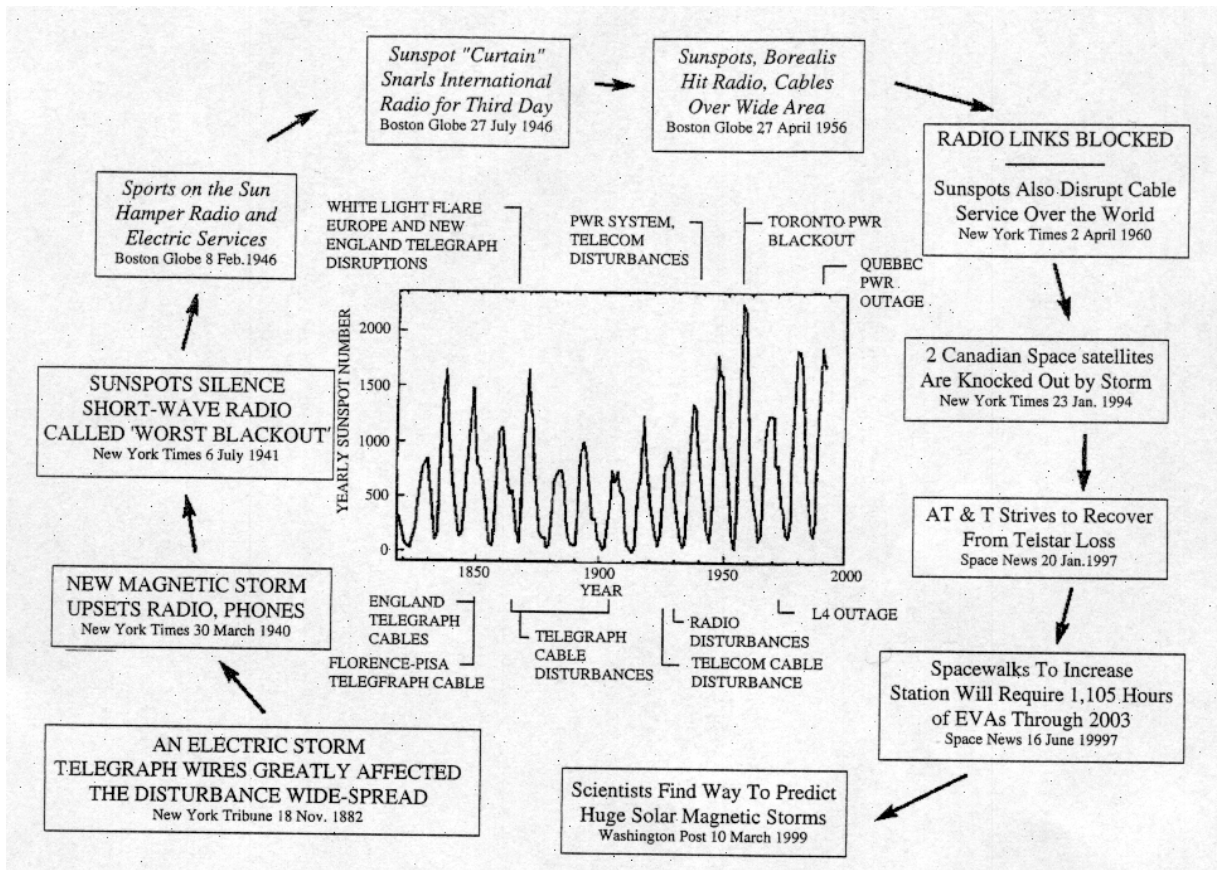 Sunspot "Curtain"
Snarls International
Radio for Third Day
Boston Globe 27 July 1946
Sunspots, Borealis
Hit Radio, Cables
Over Wide Area
Boston Globe 27 April 1956
RADIO LINKS BLOCKED
Sunspots Also Disrupt Cable
Service Over the World
New York Times 2 April 1960
Sports on the Sun
Hamper Radio and
Electric Services
Boston Globe 8 Feb.1946
WHITE LIGHT FLARE
EUROPE AND NEW
ENGLAND TELEGRAPH
DISRUPTIONS
PWR SYSTEM,
TELECOM
DISTURBANCES
TORONTO PWR
BLACKOUT
QUEBEC
PWR
OUTAGE
YEARLY SUNSPOT NUMBER
2000
1500
1000
500
0
1850
1900
1950
2000
YEAR
SUNSPOTS SILENCE
SHORT-WAVE RADIO
CALLED 'WORST BLACKOUT'
New York Times 6 July 1941
2 Canadian Space satellites
Are Knocked Out by Storm
New York Times 23 Jan. 1994
AT & T Strives to Recover
From Telstar Loss
Space News 20 Jan.1997
NEW MAGNETIC STORM
UPSETS RADIO, PHONES
New York Times 30 March 1940
ENGLAND
TELEGRAPH
CABLES
FLORENCE-PISA
TELEGFRAPH CABLE
TELEGRAPH
CABLE
DISTURBANCES
RADIO
DISTURBANCES
TELECOM CABLE
DISTURBANCE
L4 OUTAGE
Spacewalks To Increase
Station Will Require 1,105 Hours
of EVAs Through 2003
Space News 16 June 19997
AN ELECTRIC STORM
TELEGRAPH WIRES GREATLY AFFECTED
THE DISTURBANCE WIDE-SPREAD
New York Tribune 18 Nov. 1882
Scientists Find Way To Predict
Huge Solar Magnetic Storms
Washington Post 10 March 1999